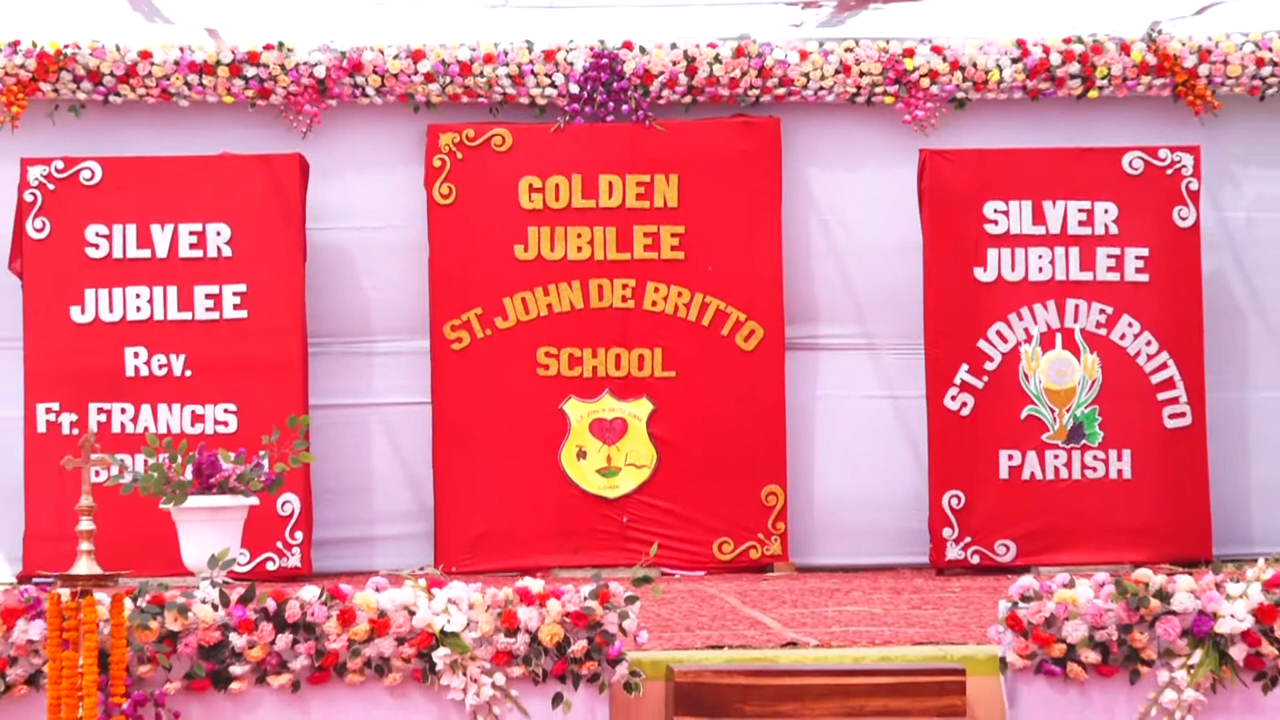 SILVER
JUBILEE
Rev.
Fr. FRANCIS
GOLDEN
JUBILEE
ST. JOHN DE BRITTO
SCHOOL
SILVER
JUBILEE
ST. JOHN DE BRITTO
PARISH